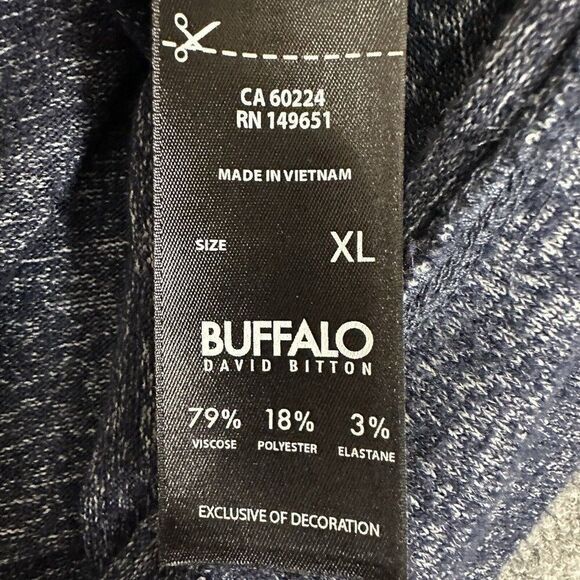 CA 60224
RN 149651
MADE IN VIETNAM
SIZE XL
BUFFALO
DAVID BITTON
79% 18% 3%
VISCOSE POLYESTER ELASTANE
EXCLUSIVE OF DECORATION